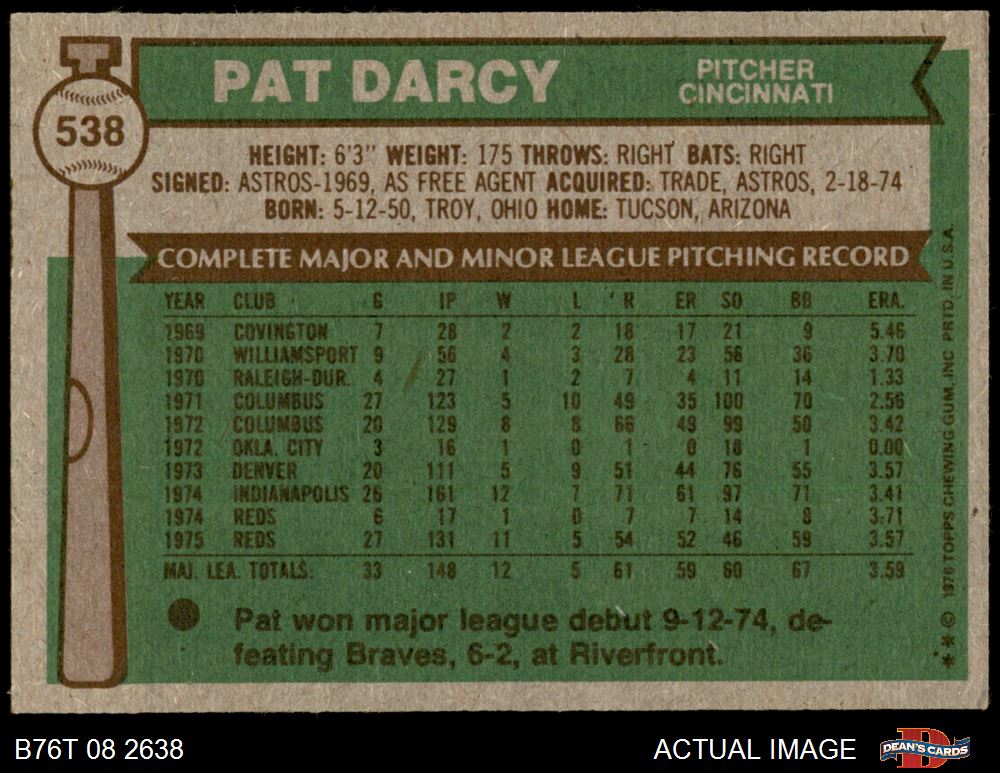 538
PAT DARCY
PITCHER
CINCINNATI
HEIGHT: 6'3" WEIGHT: 175 THROWS: RIGHT BATS: RIGHT
SIGNED: ASTROS-1969, AS FREE AGENT ACQUIRED: TRADE, ASTROS, 2-18-74
BORN: 5-12-50, TROY, OHIO HOME: TUCSON, ARIZONA
COMPLETE MAJOR AND MINOR LEAGUE PITCHING RECORD
YEAR CLUB G IP W L R ER SO BB ERA.
1969 COVINGTON 7 28 2 2 18 17 21 9 5.46
1970 WILLIAMSPORT 9 56 4 3 28 23 56 36 3.70
1970 RALEIGH-DUR. 4 27 1 2 7 4 11 14 1.33
1971 COLUMBUS 27 123 5 10 49 35 100 70 2.56
1972 COLUMBUS 20 129 8 8 66 49 99 50 3.42
1972 OKLA. CITY 3 16 1 0 1 0 18 1 0.00
1973 DENVER 20 111 5 9 51 44 76 55 3.57
1974 INDIANAPOLIS 26 161 12 7 71 61 97 71 3.41
1974 REDS 6 17 1 0 7 7 14 8 3.71
1975 REDS 27 131 11 5 54 52 46 59 3.57
MAJ. LEA. TOTALS: 33 148 12 5 61 59 60 67 3.59
Pat won major league debut 9-12-74, de-
feating Braves, 6-2, at Riverfront.
** © 1976 TOPPS CHEWING GUM, INC PRTD. IN U.S.A.
B76T 08 2638
ACTUAL IMAGE
DEAN'S CARDS